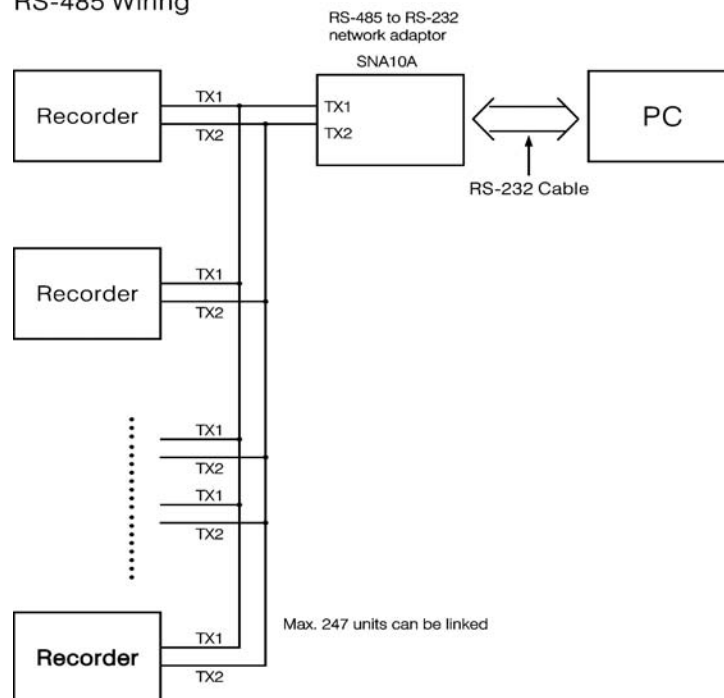 RS-485 Wiring
RS-485 to RS-232
network adaptor
SNA10A
Recorder
TX1
TX2
TX1
TX2
PC
RS-232 Cable
Recorder
TX1
TX2
TX1
TX2
TX1
TX2
Max. 247 units can be linked
Recorder
TX1
TX2